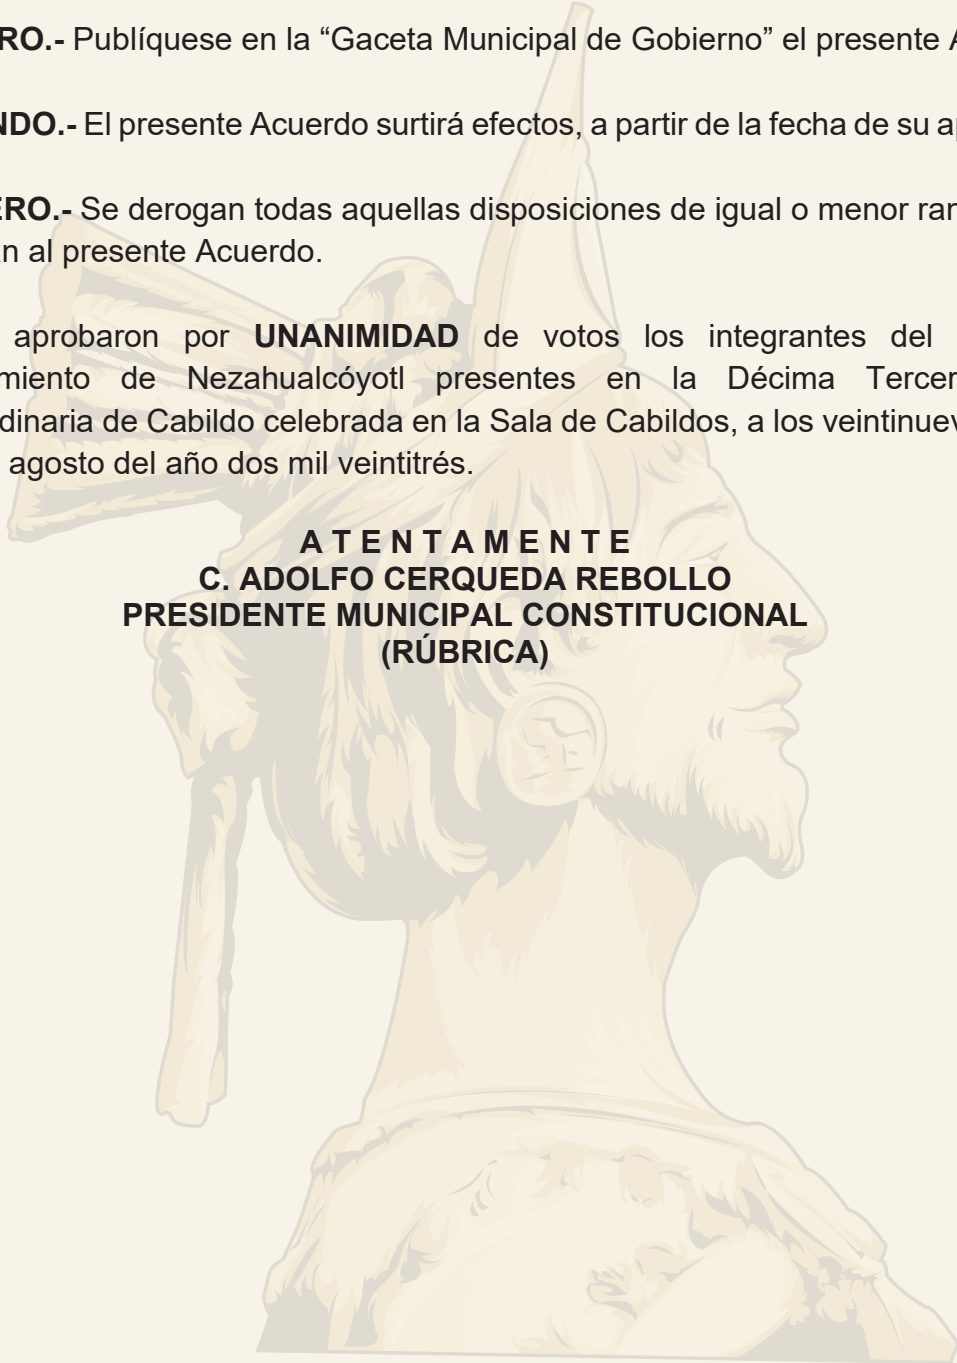 RO.- Publíquese en la “Gaceta Municipal de Gobierno” el presente A
NDO.- El presente Acuerdo surtirá efectos, a partir de la fecha de su ap
ERO.- Se derogan todas aquellas disposiciones de igual o menor ran
n al presente Acuerdo.
aprobaron por UNANIMIDAD de votos los integrantes del
miento de Nezahualcóyotl presentes en la Décima Tercer
dinaria de Cabildo celebrada en la Sala de Cabildos, a los veintinuev
agosto del año dos mil veintitrés.
A T E N T A M E N T E
C. ADOLFO CERQUEDA REBOLLO
PRESIDENTE MUNICIPAL CONSTITUCIONAL
(RÚBRICA)